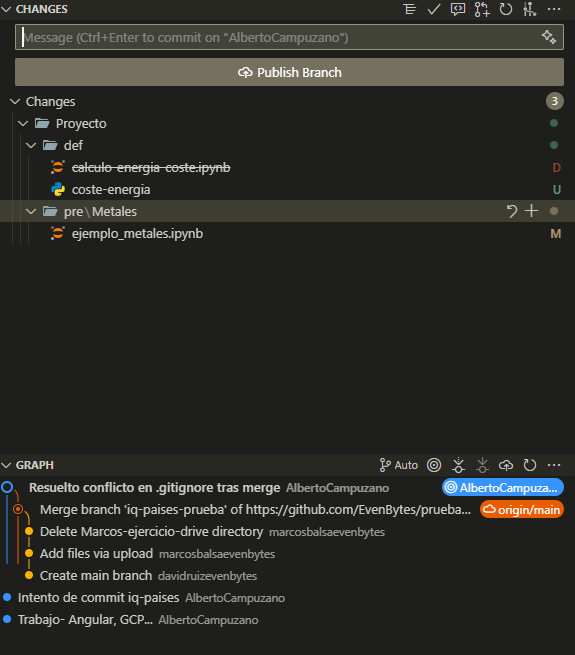 CHANGES
Message (Ctrl+Enter to commit on "AlbertoCampuzano")
Publish Branch
Changes 3
Proyecto
def
calculo-energia-coste.ipynb D
coste-energia U
pre\Metales
ejemplo_metales.ipynb M
GRAPH Auto
Resuelto conflicto en .gitignore tras merge AlbertoCampuzano AlbertoCampuza...
Merge branch 'iq-paises-prueba' of https://github.com/EvenBytes/prueba... origin/main
Delete Marcos-ejercicio-drive directory marcosbalsaevenbytes
Add files via upload marcosbalsaevenbytes
Create main branch davidruizevenbytes
Intento de commit iq-paises AlbertoCampuzano
Trabajo- Angular, GCP... AlbertoCampuzano